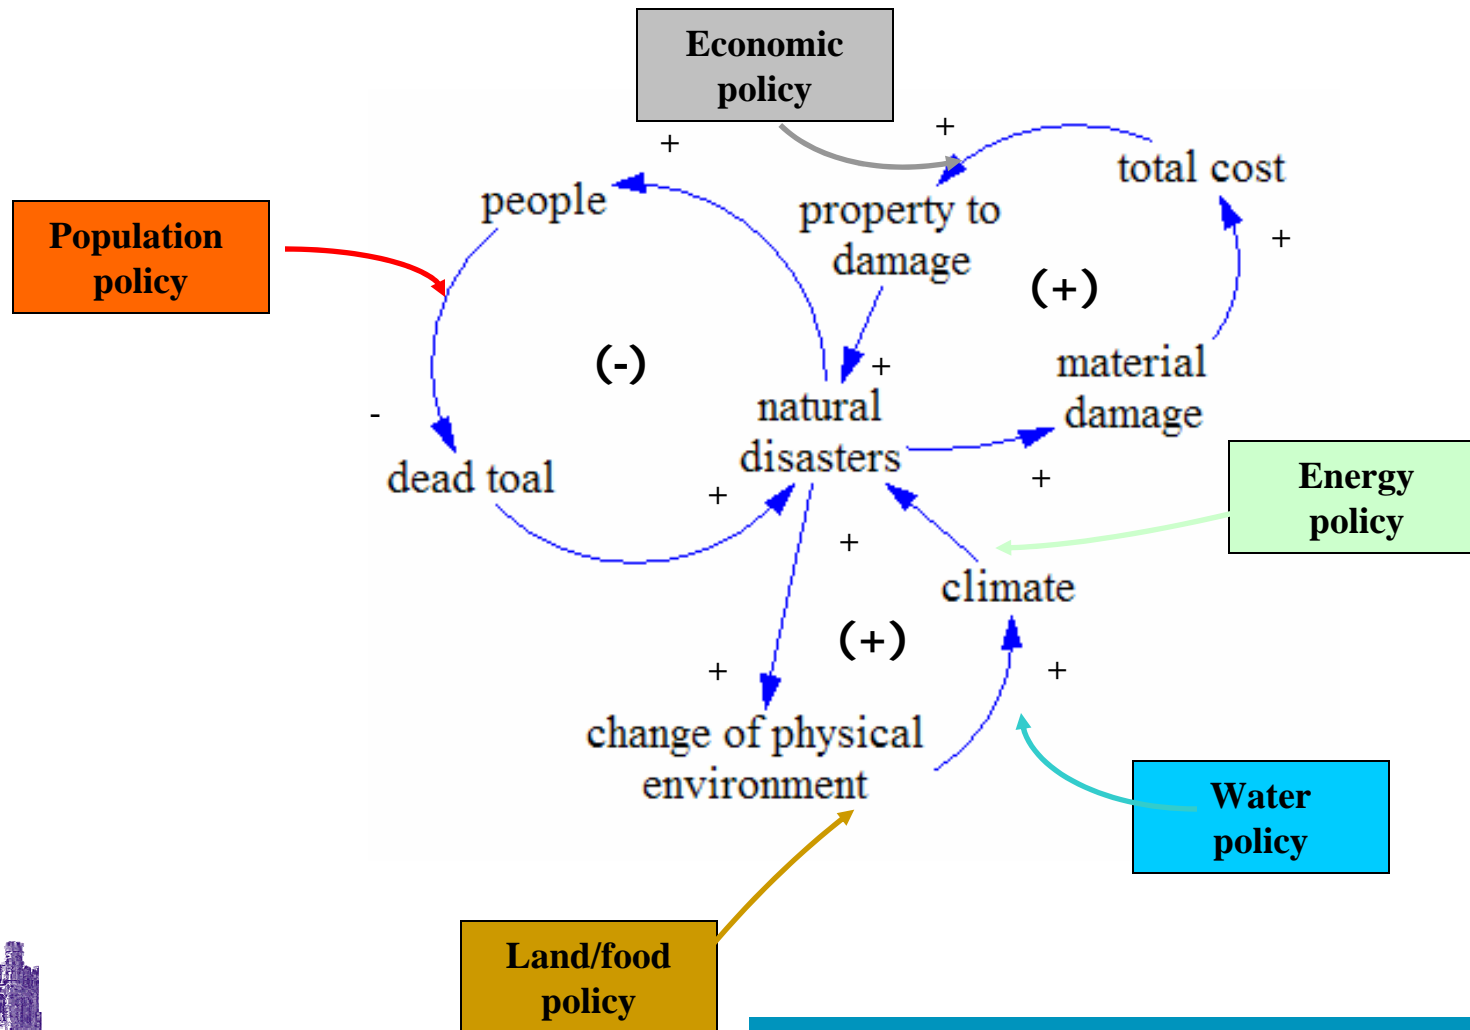 Economic
policy
+
+
total cost
people
property to
damage
Population
policy
+
(+)
(-)
+
material
damage
-
natural
disasters
dead toal
+
+
Energy
policy
+
climate
(+)
+
+
change of physical
environment
Water
policy
Land/food
policy